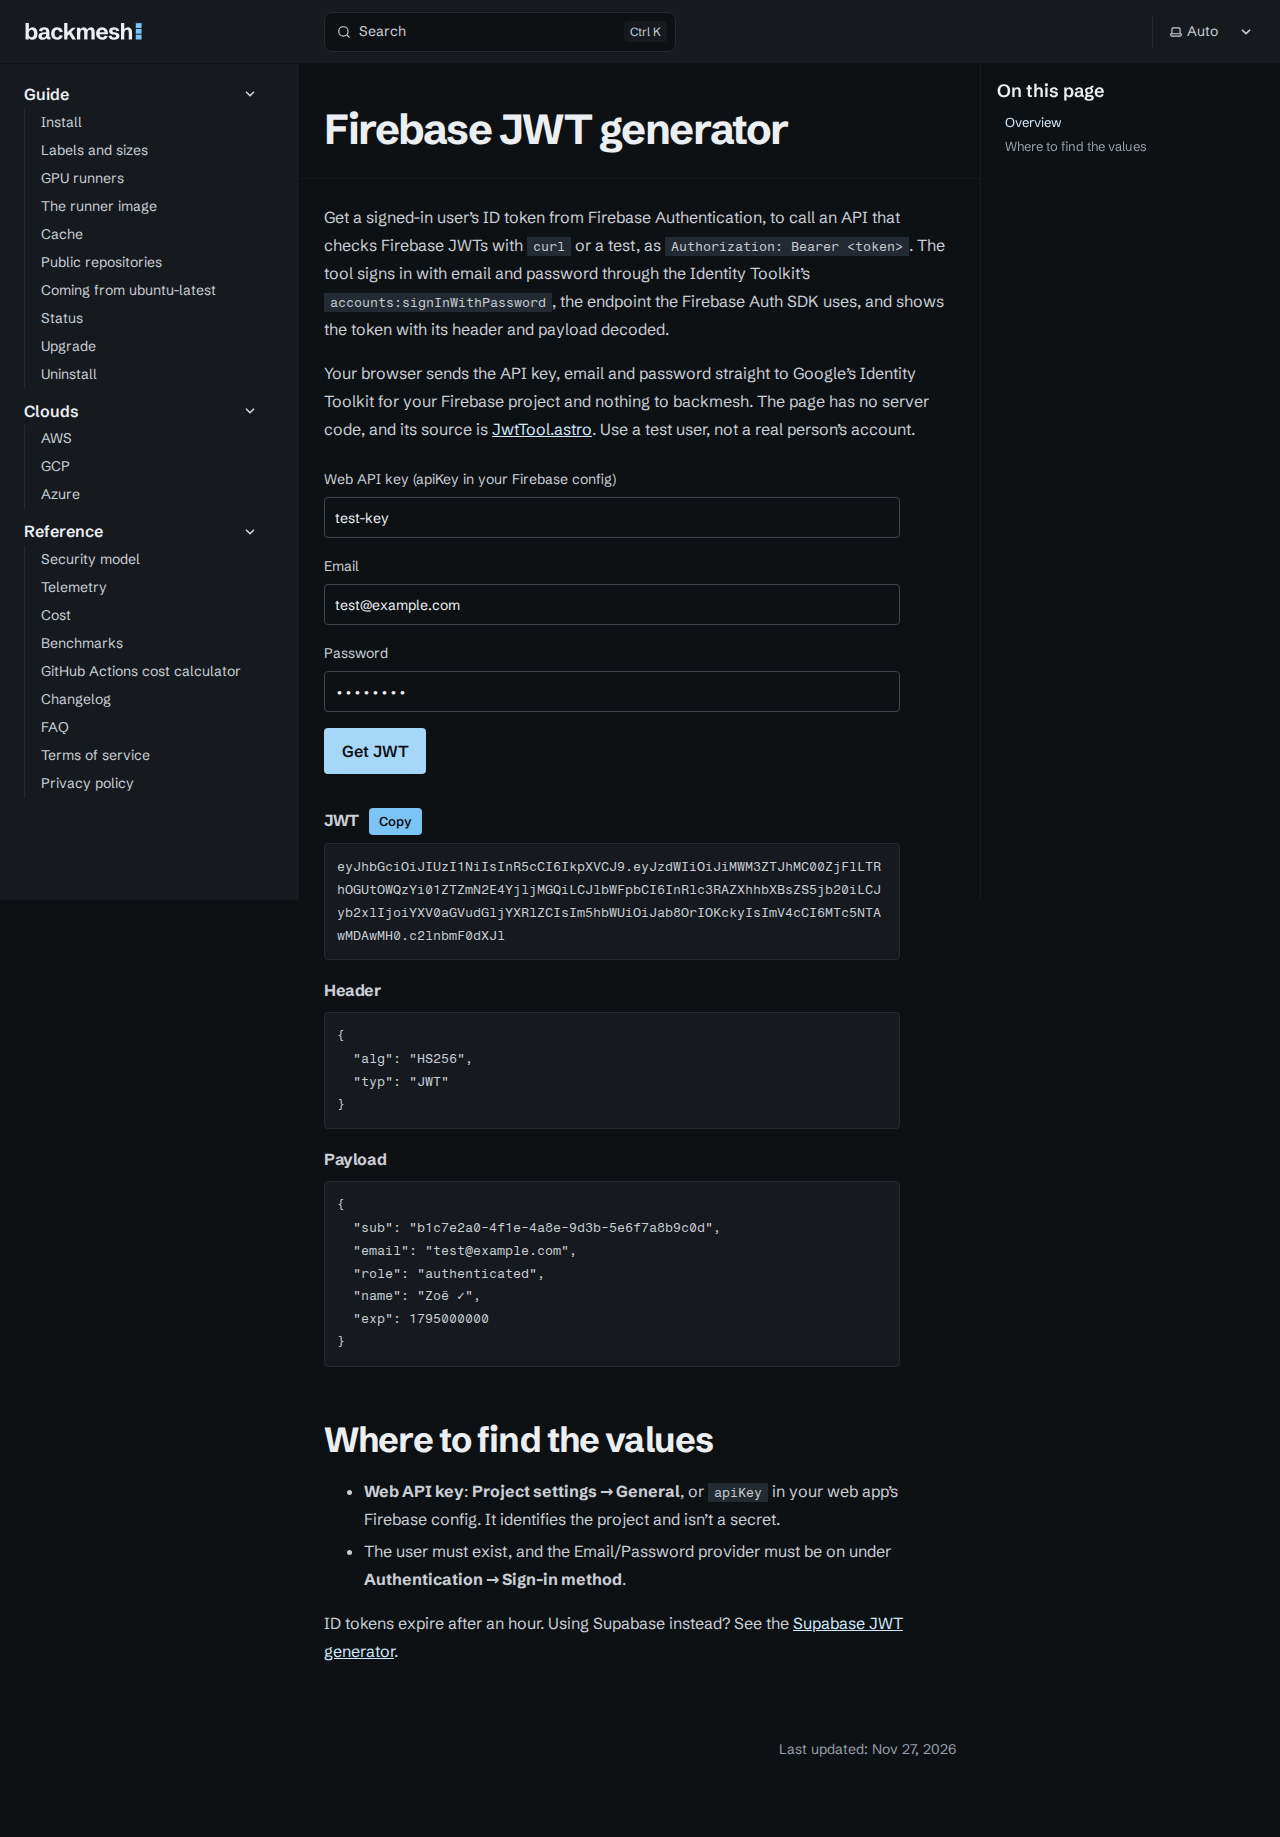 backmesh
Search
Ctrl K
Auto
Guide
Install
Labels and sizes
GPU runners
The runner image
Cache
Public repositories
Coming from ubuntu-latest
Status
Upgrade
Uninstall
Clouds
AWS
GCP
Azure
Reference
Security model
Telemetry
Cost
Benchmarks
GitHub Actions cost calculator
Changelog
FAQ
Terms of service
Privacy policy
Firebase JWT generator
Get a signed-in user’s ID token from Firebase Authentication, to call an API that
checks Firebase JWTs with curl or a test, as Authorization: Bearer <token>. The
tool signs in with email and password through the Identity Toolkit’s
accounts:signInWithPassword, the endpoint the Firebase Auth SDK uses, and shows
the token with its header and payload decoded.
Your browser sends the API key, email and password straight to Google’s Identity
Toolkit for your Firebase project and nothing to backmesh. The page has no server
code, and its source is JwtTool.astro. Use a test user, not a real person’s account.
Web API key (apiKey in your Firebase config)
test-key
Email
test@example.com
Password
••••••••
Get JWT
JWT
Copy
eyJhbGciOiJIUzI1NiIsInR5cCI6IkpXVCJ9.eyJzdWIiOiJiMWM3ZTJhMC00ZjFlLTR
hOGUtOWQzYi01ZTZmN2E4YjljMGQiLCJlbWFpbCI6InRlc3RAZXhhbXBsZS5jb20iLCJ
yb2xlIjoiYXV0aGVudGljYXRlZCIsIm5hbWUiOiJab8OrIOKckyIsImV4cCI6MTc5NTA
wMDAwMH0.c2lnbmF0dXJl
Header
{
"alg": "HS256",
"typ": "JWT"
}
Payload
{
"sub": "b1c7e2a0-4f1e-4a8e-9d3b-5e6f7a8b9c0d",
"email": "test@example.com",
"role": "authenticated",
"name": "Zoë ✓",
"exp": 1795000000
}
Where to find the values
• Web API key: Project settings → General, or apiKey in your web app’s
Firebase config. It identifies the project and isn’t a secret.
• The user must exist, and the Email/Password provider must be on under
Authentication → Sign-in method.
ID tokens expire after an hour. Using Supabase instead? See the Supabase JWT
generator.
Last updated: Nov 27, 2026
On this page
Overview
Where to find the values